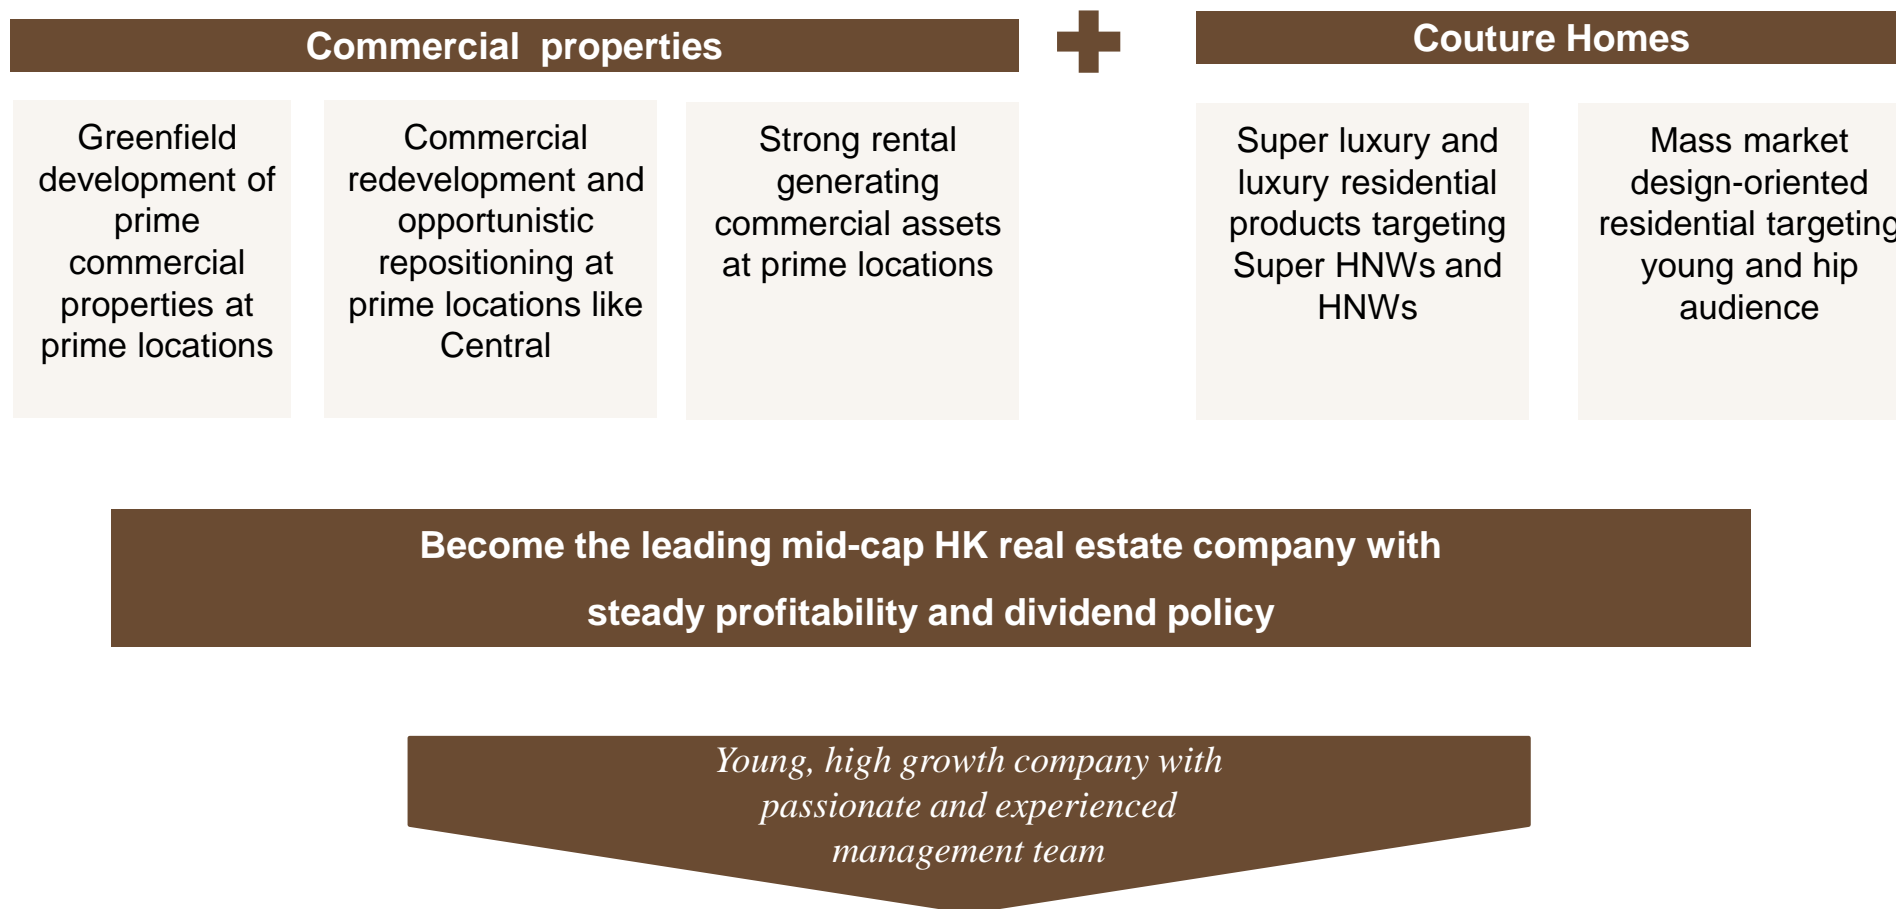 Commercial  properties
Couture Homes
Greenfield
development of
prime
commercial
properties at
prime locations
Commercial
redevelopment and
opportunistic
repositioning at
prime locations like
Central
Strong rental
generating
commercial assets
at prime locations
Super luxury and
luxury residential
products targeting
Super HNWs and
HNWs
Mass market
design-oriented
residential targeting
young and hip
audience
Become the leading mid-cap HK real estate company with
steady profitability and dividend policy
Young, high growth company with
passionate and experienced
management team